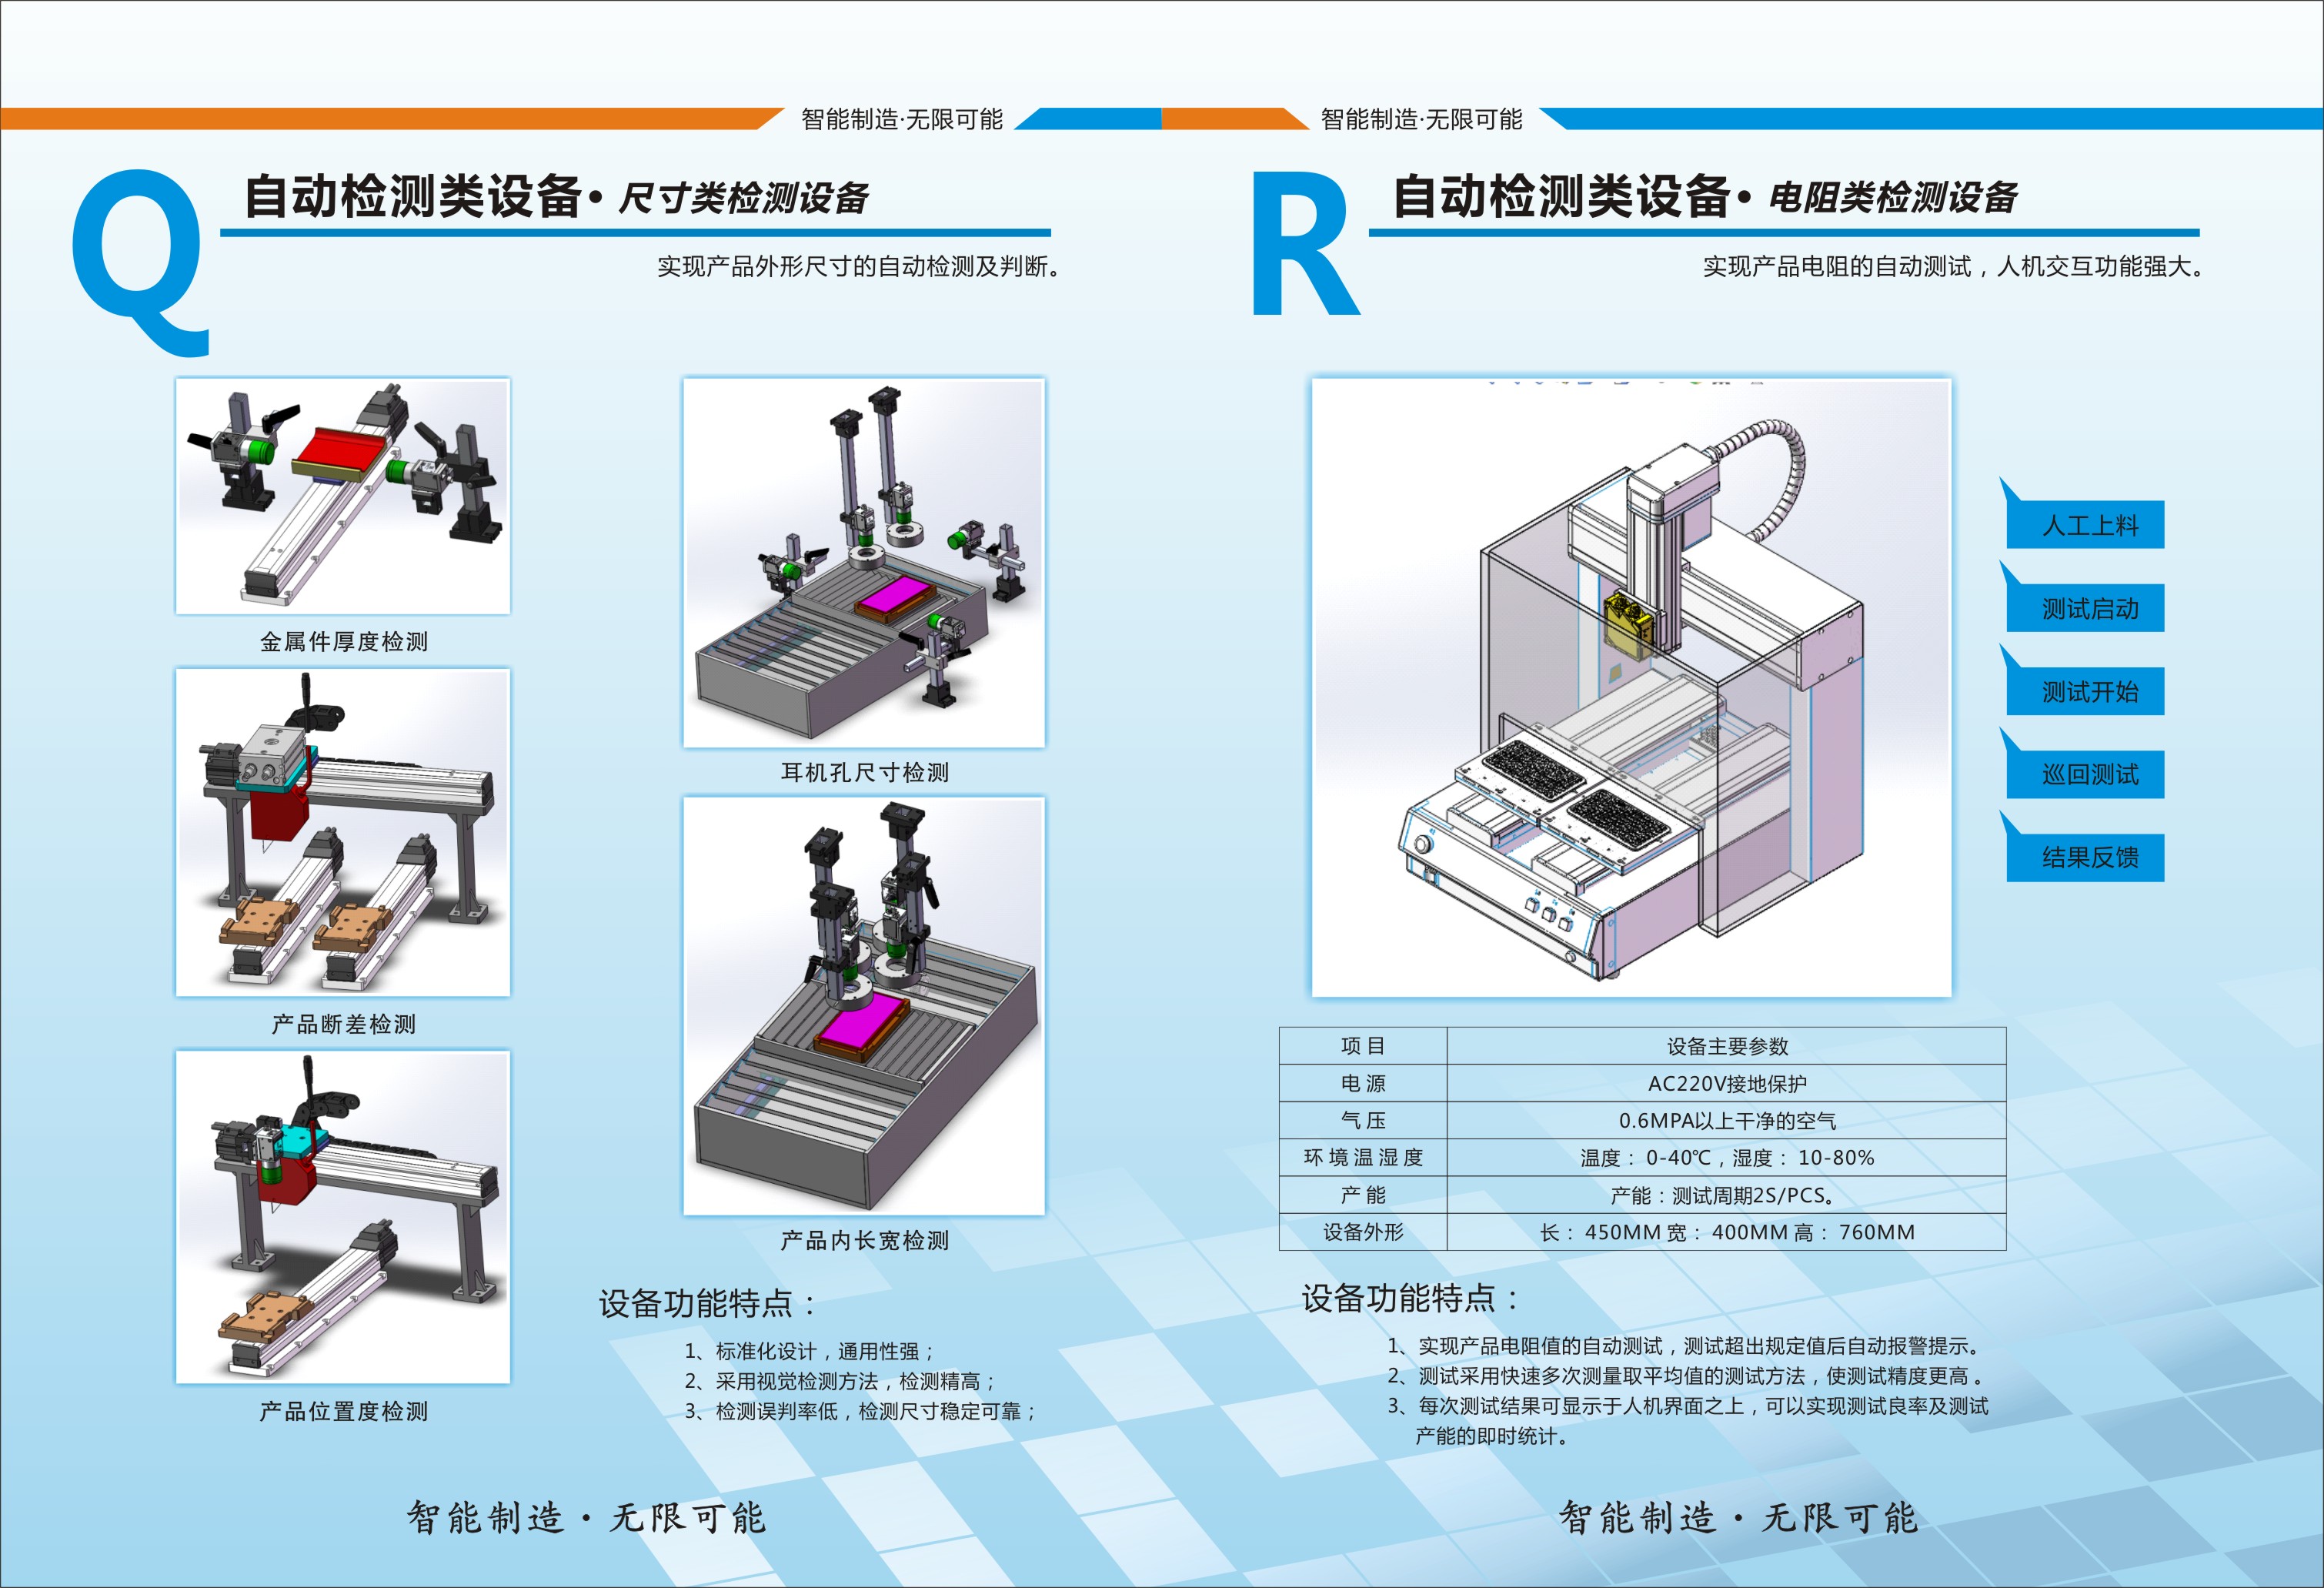 智能制造·无限可能
智能制造·无限可能
Q
自动检测类设备·尺寸类检测设备
实现产品外形尺寸的自动检测及判断。
金属件厚度检测
产品断差检测
产品位置度检测
耳机孔尺寸检测
产品内长宽检测
设备功能特点：
1、标准化设计，通用性强；
2、采用视觉检测方法，检测精高；
3、检测误判率低，检测尺寸稳定可靠；
智能制造·无限可能
R
自动检测类设备·电阻类检测设备
实现产品电阻的自动测试，人机交互功能强大。
人工上料
测试启动
测试开始
巡回测试
结果反馈
项目 设备主要参数
电源 AC220V接地保护
气压 0.6MPA以上干净的空气
环境温湿度 温度：0-40℃，湿度：10-80%
产能 产能：测试周期2S/PCS。
设备外形 长：450MM 宽：400MM 高：760MM
设备功能特点：
1、实现产品电阻值的自动测试，测试超出规定值后自动报警提示。
2、测试采用快速多次测量取平均值的测试方法，使测试精度更高。
3、每次测试结果可显示于人机界面之上，可以实现测试良率及测试
产能的即时统计。
智能制造·无限可能